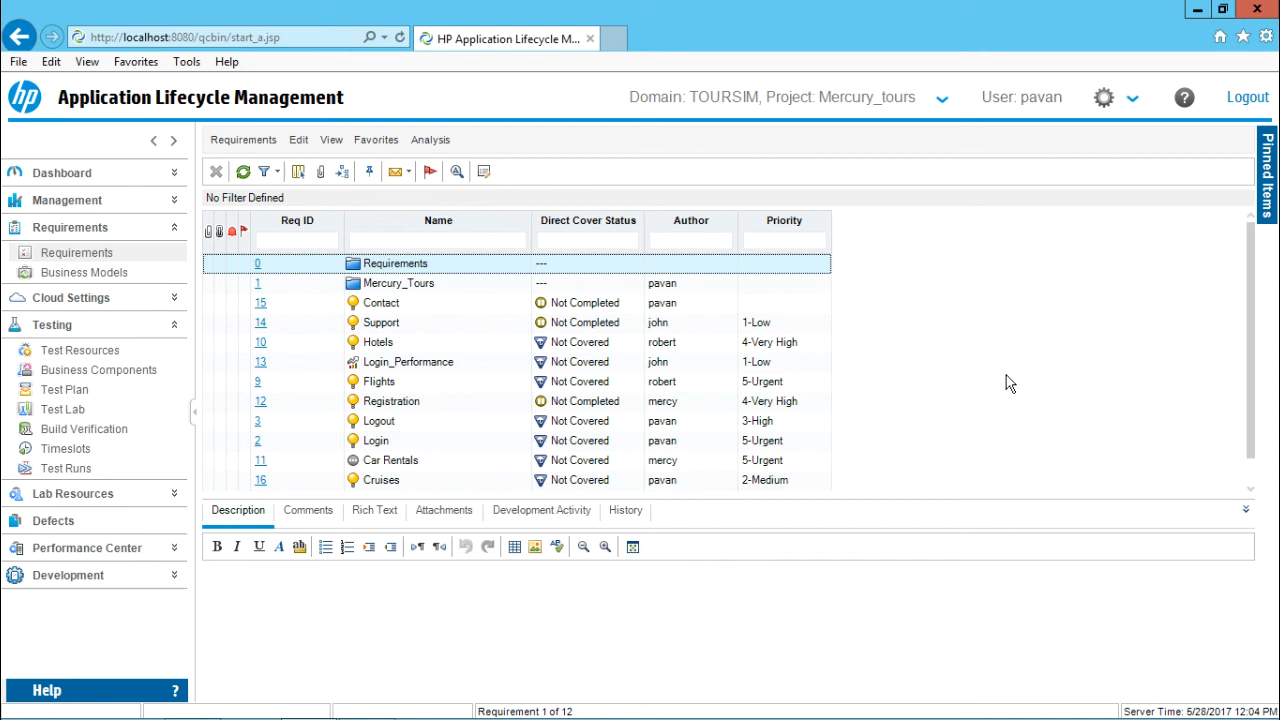 http://localhost:8080/qcbin/start_a.jsp
HP Application Lifecycle M...
File Edit View Favorites Tools Help
hp Application Lifecycle Management
Domain: TOURSIM, Project: Mercury_tours
User: pavan
Logout
Pinned Items
Dashboard
Management
Requirements
Requirements
Business Models
Cloud Settings
Testing
Test Resources
Business Components
Test Plan
Test Lab
Build Verification
Timeslots
Test Runs
Lab Resources
Defects
Performance Center
Development
Help ?
Requirements Edit View Favorites Analysis
No Filter Defined
Req ID Name Direct Cover Status Author Priority
0 Requirements ---
1 Mercury_Tours --- pavan
15 Contact Not Completed pavan
14 Support Not Completed john 1-Low
10 Hotels Not Covered robert 4-Very High
13 Login_Performance Not Covered john 1-Low
9 Flights Not Covered robert 5-Urgent
12 Registration Not Completed mercy 4-Very High
3 Logout Not Covered pavan 3-High
2 Login Not Covered pavan 5-Urgent
11 Car Rentals Not Covered mercy 5-Urgent
16 Cruises Not Covered pavan 2-Medium
Description Comments Rich Text Attachments Development Activity History
B I U A ab
Requirement 1 of 12
Server Time: 5/28/2017 12:04 PM